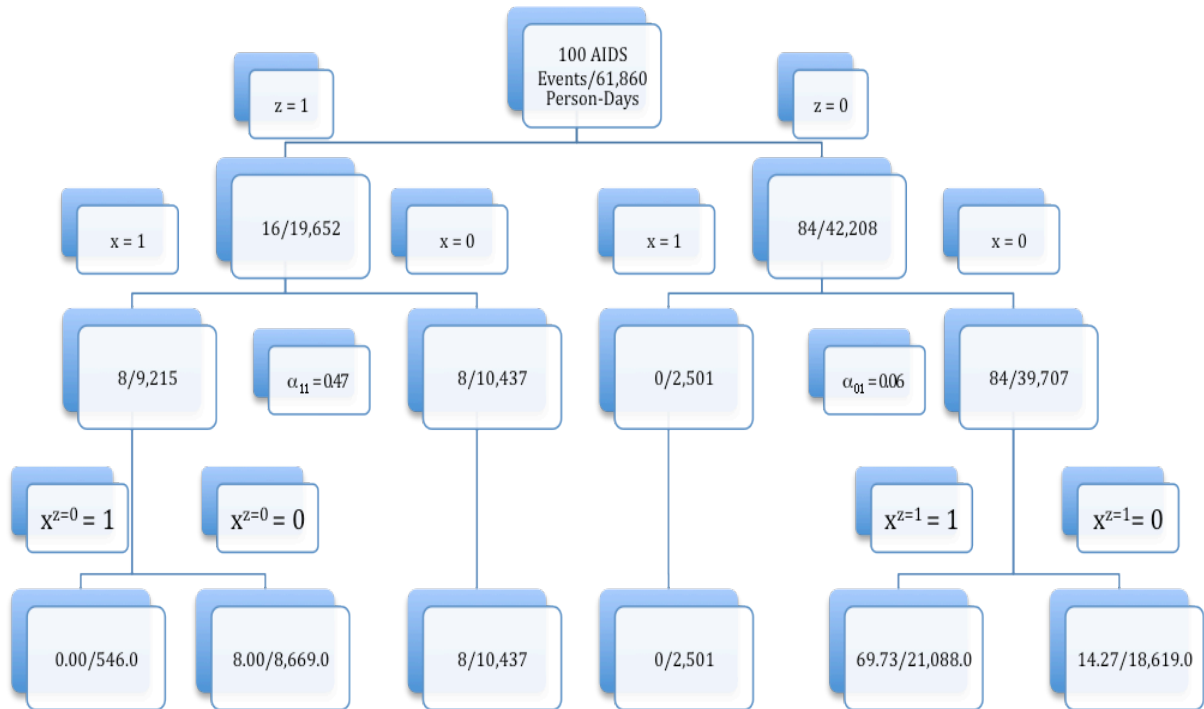 100 AIDS
Events/61,860
Person-Days
z = 1
z = 0
16/19,652
84/42,208
x = 1
x = 0
x = 1
x = 0
8/9,215
α₁₁ = 0.47
8/10,437
0/2,501
α₀₁ = 0.06
84/39,707
xᶻ⁼⁰ = 1
xᶻ⁼⁰ = 0
xᶻ⁼¹ = 1
xᶻ⁼¹= 0
0.00/546.0
8.00/8,669.0
8/10,437
0/2,501
69.73/21,088.0
14.27/18,619.0